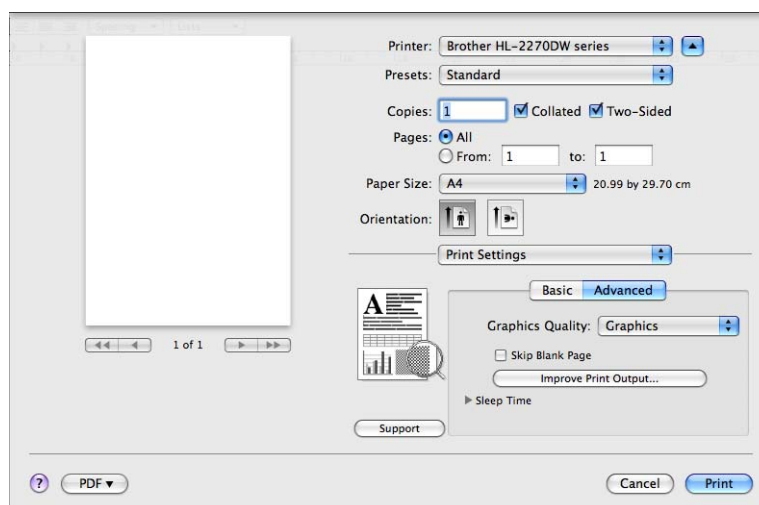 Printer: Brother HL-2270DW series
Presets: Standard
Copies: 1 Collated Two-Sided
Pages: All
From: 1 to: 1
Paper Size: A4 20.99 by 29.70 cm
Orientation:
Print Settings
Basic Advanced
A
Graphics Quality: Graphics
1 of 1
Skip Blank Page
Improve Print Output...
Sleep Time
Support
? PDF Cancel Print